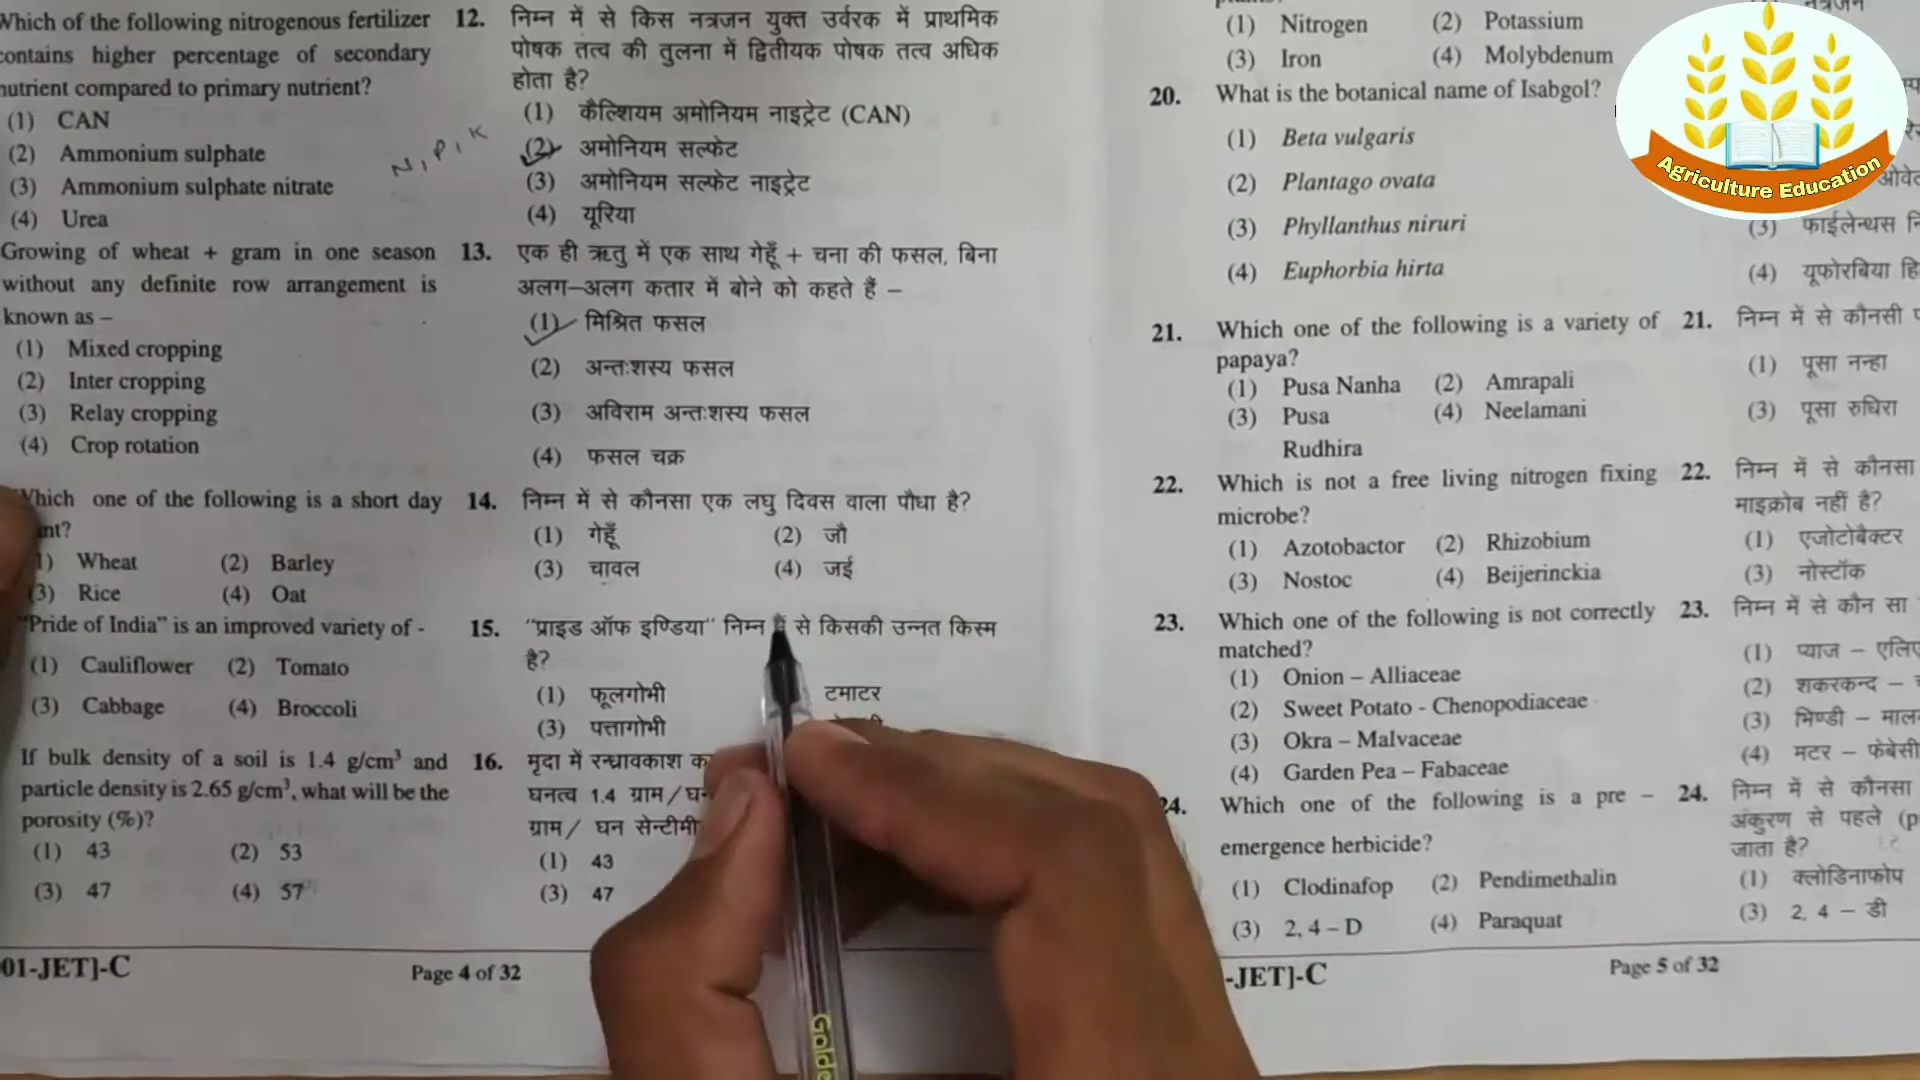 Which of the following nitrogenous fertilizer
contains higher percentage of secondary
nutrient compared to primary nutrient?
(1) CAN
(2) Ammonium sulphate
(3) Ammonium sulphate nitrate
(4) Urea
N, P, K
Growing of wheat + gram in one season
without any definite row arrangement is
known as –
(1) Mixed cropping
(2) Inter cropping
(3) Relay cropping
(4) Crop rotation
Which one of the following is a short day
(1) Wheat (2) Barley
(3) Rice (4) Oat
"Pride of India" is an improved variety of -
(1) Cauliflower (2) Tomato
(3) Cabbage (4) Broccoli
If bulk density of a soil is 1.4 g/cm³ and
particle density is 2.65 g/cm³, what will be the
porosity (%)?
(1) 43 (2) 53
(3) 47 (4) 57
01-JET]-C
Page 4 of 32
12. निम्न में से किस नत्रजन युक्त उर्वरक में प्राथमिक
पोषक तत्व की तुलना में द्वितीयक पोषक तत्व अधिक
होता है?
(1) कैल्शियम अमोनियम नाइट्रेट (CAN)
(2) अमोनियम सल्फेट
(3) अमोनियम सल्फेट नाइट्रेट
(4) यूरिया
13. एक ही ऋतु में एक साथ गेहूँ + चना की फसल, बिना
अलग–अलग कतार में बोने को कहते हैं –
(1) मिश्रित फसल
(2) अन्तःशस्य फसल
(3) अविराम अन्तःशस्य फसल
(4) फसल चक्र
14. निम्न में से कौनसा एक लघु दिवस वाला पौधा है?
(1) गेहूँ (2) जौ
(3) चावल (4) जई
15. "प्राइड ऑफ इण्डिया" निम्न में से किसकी उन्नत किस्म
है?
(1) फूलगोभी टमाटर
(3) पत्तागोभी
16. मृदा में रन्ध्रावकाश
घनत्व 1.4 ग्राम/
ग्राम/ घन सेन्टीमी
(1) 43
(3) 47
(1) Nitrogen (2) Potassium
(3) Iron (4) Molybdenum
20. What is the botanical name of Isabgol?
(1) Beta vulgaris
(2) Plantago ovata
(3) Phyllanthus niruri
(4) Euphorbia hirta
21. Which one of the following is a variety of
papaya?
(1) Pusa Nanha (2) Amrapali
(3) Pusa (4) Neelamani
Rudhira
22. Which is not a free living nitrogen fixing
microbe?
(1) Azotobactor (2) Rhizobium
(3) Nostoc (4) Beijerinckia
23. Which one of the following is not correctly
matched?
(1) Onion – Alliaceae
(2) Sweet Potato - Chenopodiaceae
(3) Okra – Malvaceae
(4) Garden Pea – Fabaceae
24. Which one of the following is a pre –
emergence herbicide?
(1) Clodinafop (2) Pendimethalin
(3) 2, 4 – D (4) Paraquat
-JET]-C
Page 5 of 32
Agriculture Education
(3) फाईलेन्थस
(4) यूफोरबिया
21. निम्न में से कौनसी
(1) पूसा नन्हा
(3) पूसा रुधिरा
22. निम्न में से कौनसा
माइक्रोब नहीं है?
(1) एजोटोबैक्टर
(3) नोस्टॉक
23. निम्न में से कौन सा
(1) प्याज –
(2) शकरकन्द –
(3) भिण्डी –
(4) मटर – फेबेसी
24. निम्न में से कौनसा
अंकुरण से पहले
जाता है?
(1) क्लोडिनाफोप
(3) 2, 4 – डी
Golde